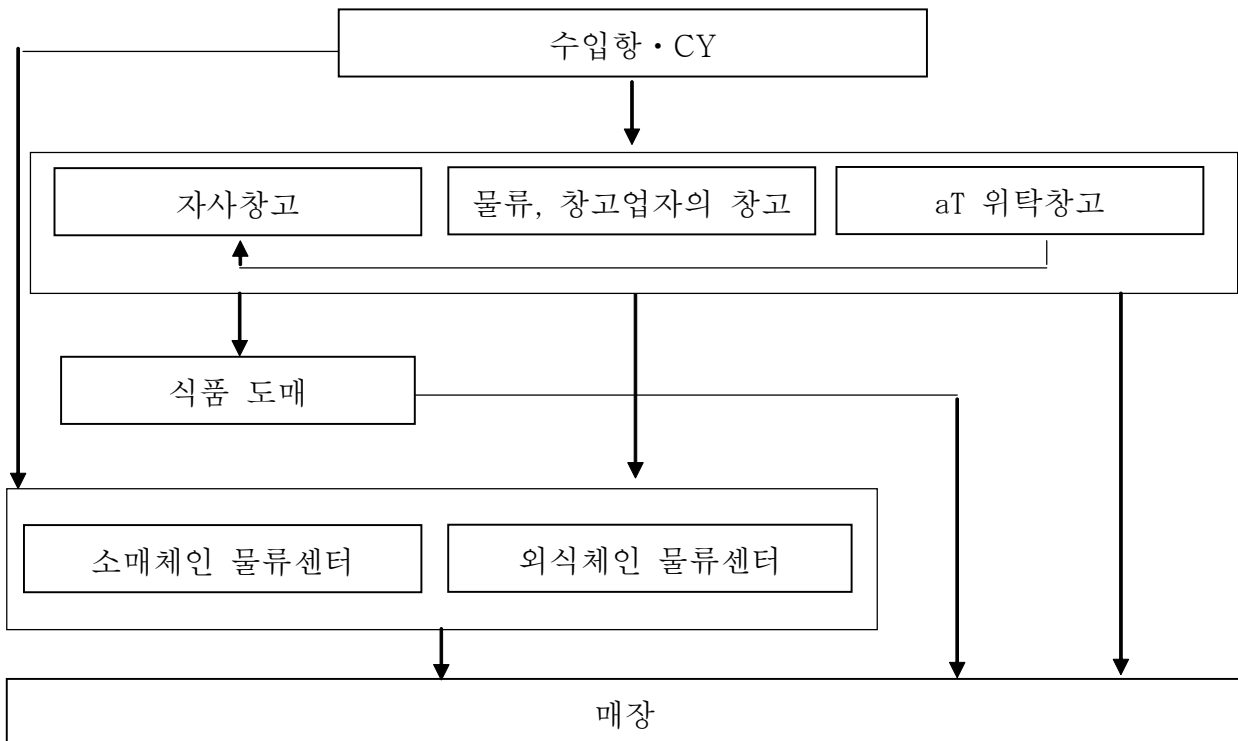 수입항・CY
자사창고
물류, 창고업자의 창고
aT 위탁창고
식품 도매
소매체인 물류센터
외식체인 물류센터
매장